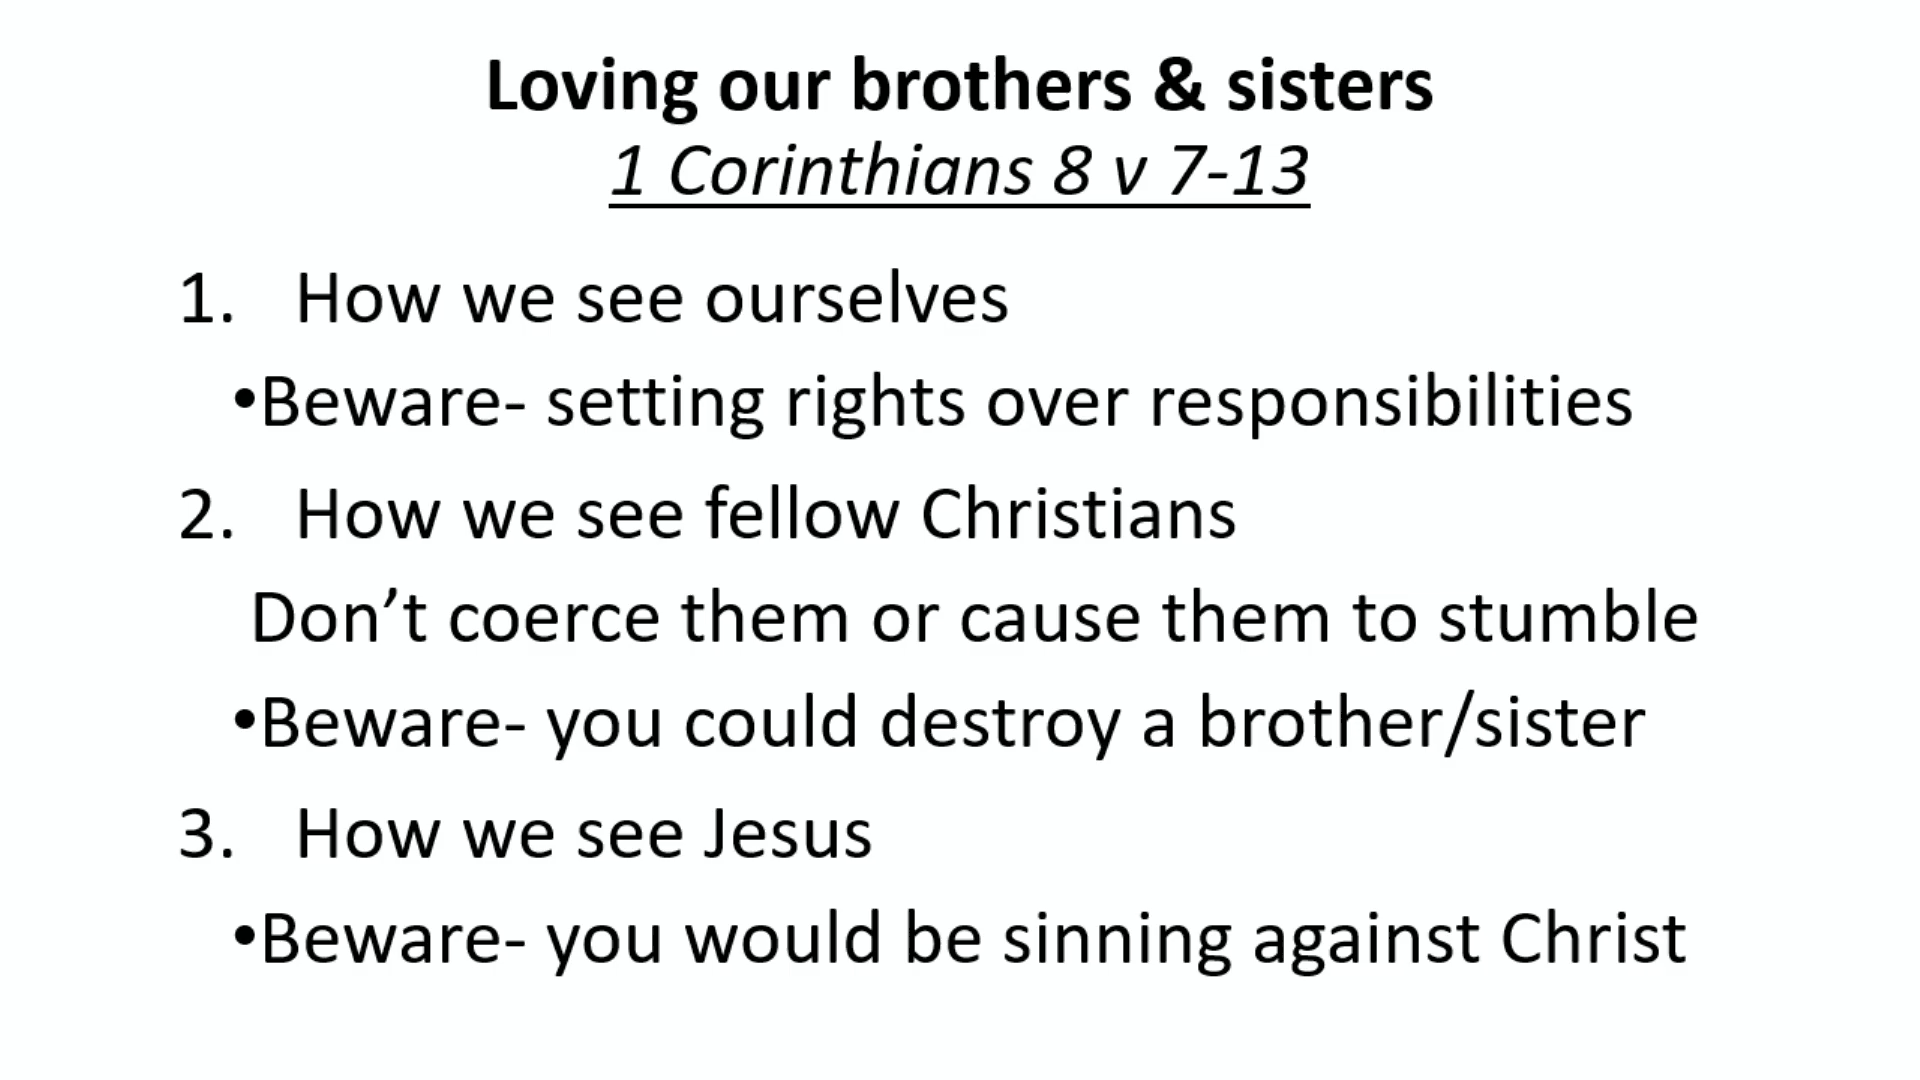 Loving our brothers & sisters
1 Corinthians 8 v 7-13
1. How we see ourselves
•Beware- setting rights over responsibilities
2. How we see fellow Christians
Don’t coerce them or cause them to stumble
•Beware- you could destroy a brother/sister
3. How we see Jesus
•Beware- you would be sinning against Christ